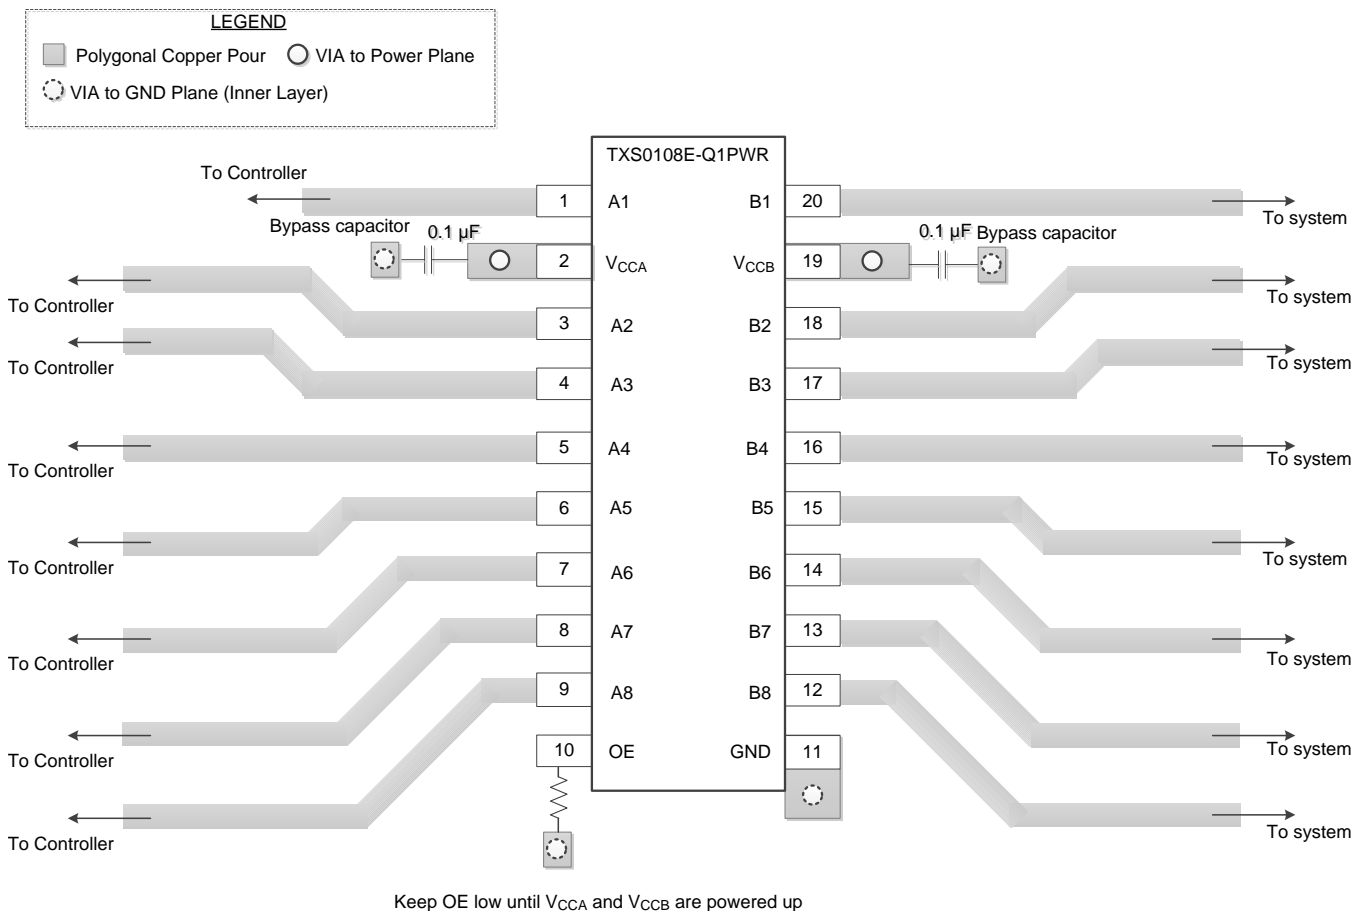 LEGEND
Polygonal Copper Pour
VIA to Power Plane
VIA to GND Plane (Inner Layer)
TXS0108E-Q1PWR
To Controller
1
A1
B1
20
To system
Bypass capacitor
0.1 µF
2
VCCA
VCCB
19
0.1 µF
Bypass capacitor
To Controller
3
A2
B2
18
To system
To Controller
4
A3
B3
17
To system
To Controller
5
A4
B4
16
To system
To Controller
6
A5
B5
15
To system
To Controller
7
A6
B6
14
To system
To Controller
8
A7
B7
13
To system
To Controller
9
A8
B8
12
To system
10
OE
GND
11
Keep OE low until VCCA and VCCB are powered up